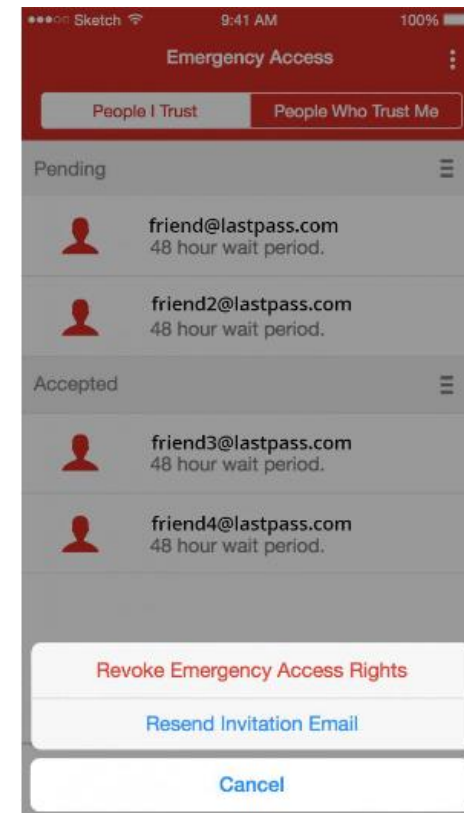 Sketch 9:41 AM 100%
Emergency Access
People I Trust People Who Trust Me
Pending
friend@lastpass.com
48 hour wait period.
friend2@lastpass.com
48 hour wait period.
Accepted
friend3@lastpass.com
48 hour wait period.
friend4@lastpass.com
48 hour wait period.
Revoke Emergency Access Rights
Resend Invitation Email
Cancel